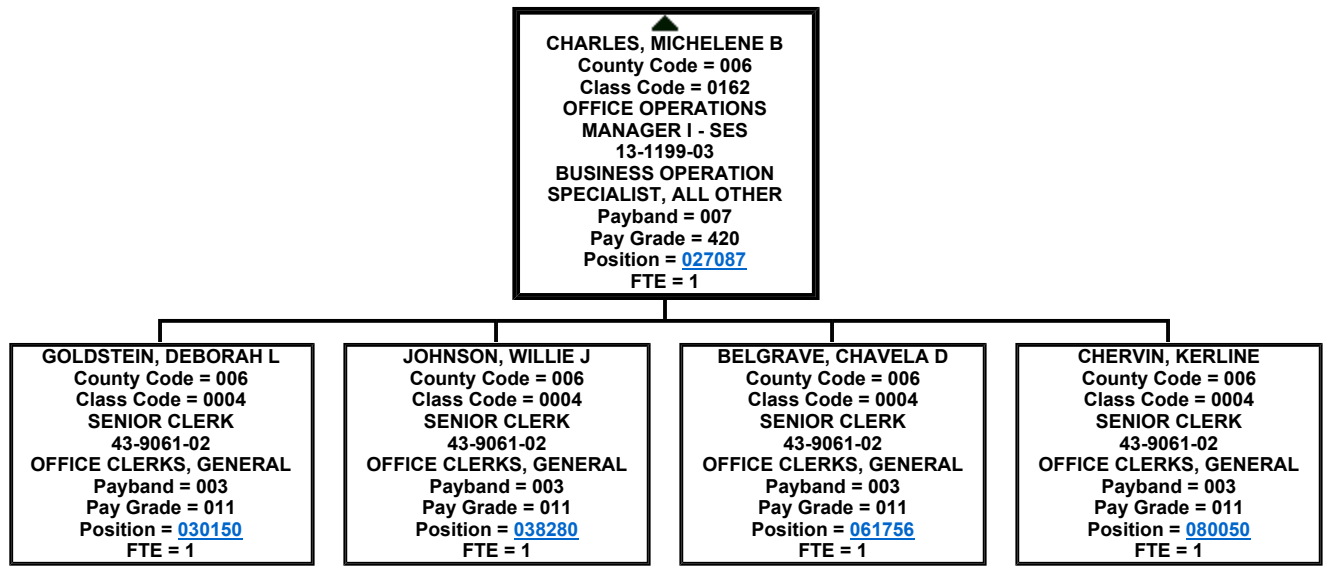 CHARLES, MICHELENE B
County Code = 006
Class Code = 0162
OFFICE OPERATIONS
MANAGER I - SES
13-1199-03
BUSINESS OPERATION
SPECIALIST, ALL OTHER
Payband = 007
Pay Grade = 420
Position = 027087
FTE = 1
GOLDSTEIN, DEBORAH L
County Code = 006
Class Code = 0004
SENIOR CLERK
43-9061-02
OFFICE CLERKS, GENERAL
Payband = 003
Pay Grade = 011
Position = 030150
FTE = 1
JOHNSON, WILLIE J
County Code = 006
Class Code = 0004
SENIOR CLERK
43-9061-02
OFFICE CLERKS, GENERAL
Payband = 003
Pay Grade = 011
Position = 038280
FTE = 1
BELGRAVE, CHAVELA D
County Code = 006
Class Code = 0004
SENIOR CLERK
43-9061-02
OFFICE CLERKS, GENERAL
Payband = 003
Pay Grade = 011
Position = 061756
FTE = 1
CHERVIN, KERLINE
County Code = 006
Class Code = 0004
SENIOR CLERK
43-9061-02
OFFICE CLERKS, GENERAL
Payband = 003
Pay Grade = 011
Position = 080050
FTE = 1